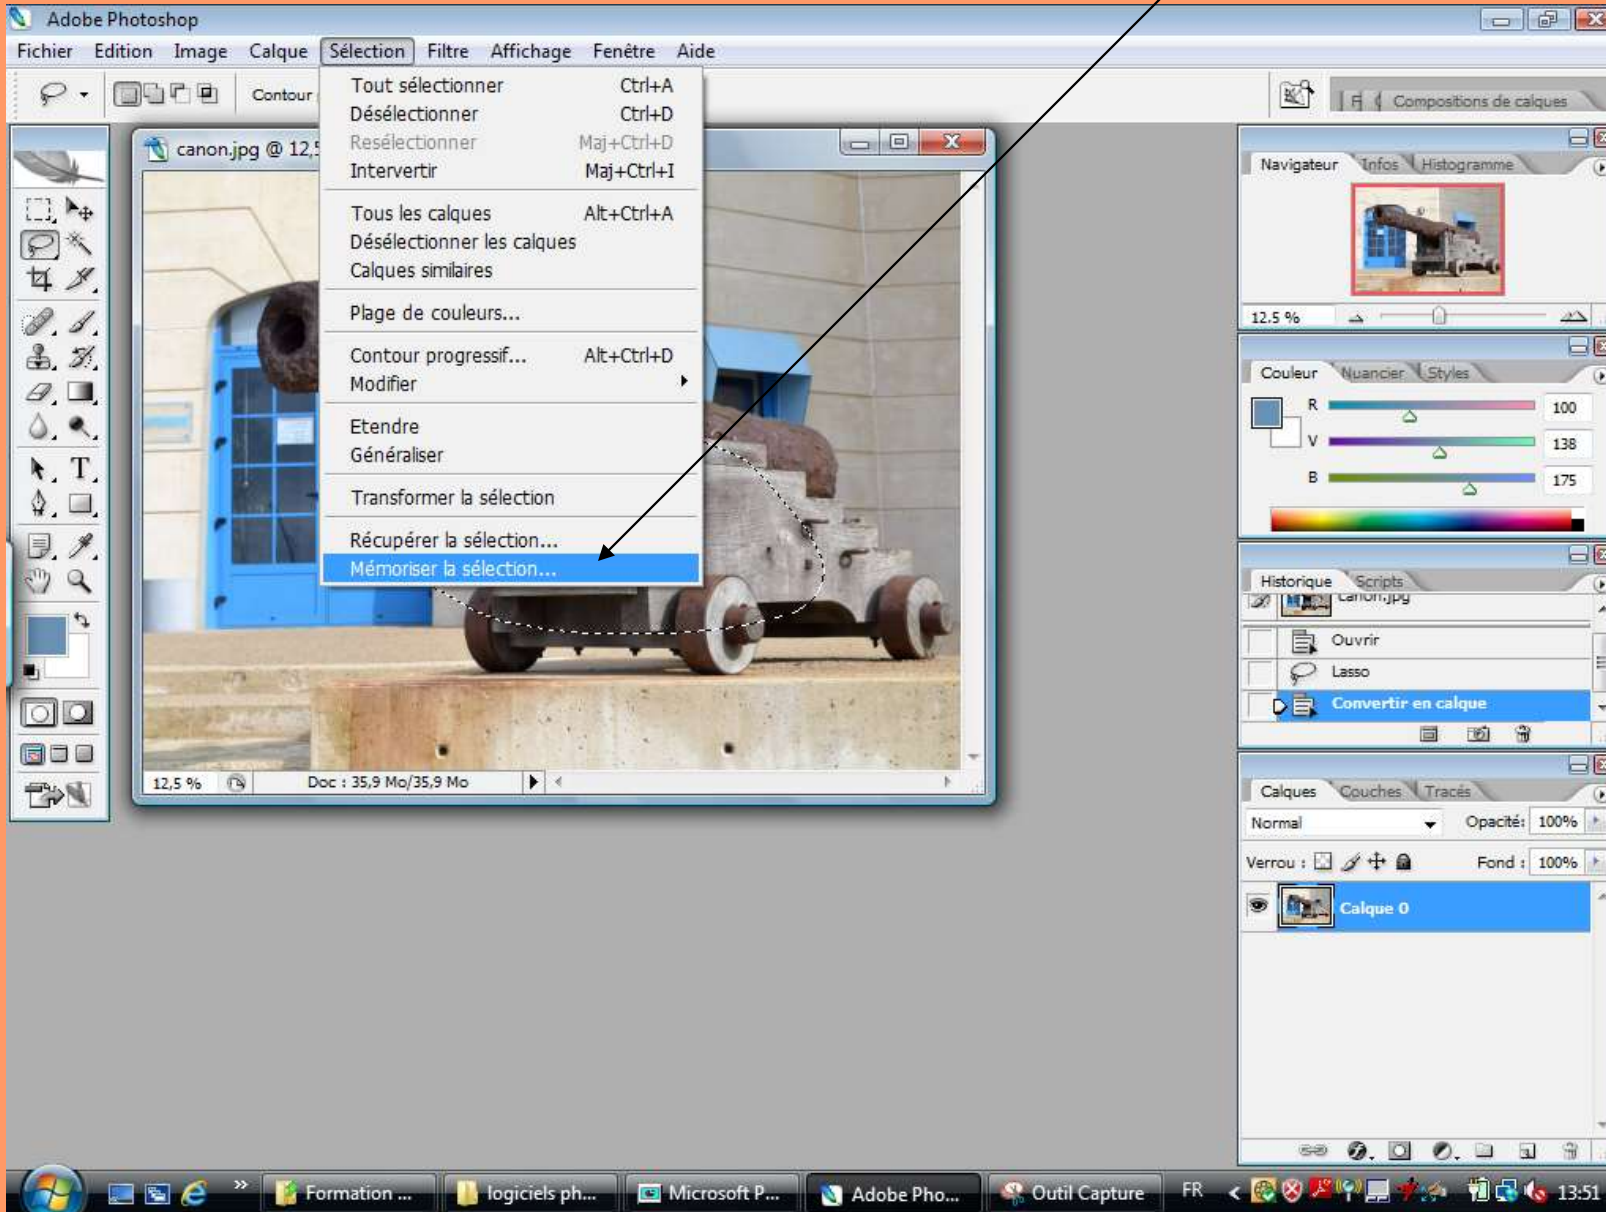 Adobe Photoshop
Fichier Edition Image Calque Sélection Filtre Affichage Fenêtre Aide
Contour
Compositions de calques
Tout sélectionner Ctrl+A
Désélectionner Ctrl+D
Resélectionner Maj+Ctrl+D
Intervertir Maj+Ctrl+I
Tous les calques Alt+Ctrl+A
Désélectionner les calques
Calques similaires
Plage de couleurs...
Contour progressif... Alt+Ctrl+D
Modifier
Etendre
Généraliser
Transformer la sélection
Récupérer la sélection...
Mémoriser la sélection...
canon.jpg @ 12,5
12,5 % Doc : 35,9 Mo/35,9 Mo
Navigateur Infos Histogramme
12.5 %
Couleur Nuancier Styles
R 100
V 138
B 175
Historique Scripts
canon.jpg
Ouvrir
Lasso
Convertir en calque
Calques Couches Tracés
Normal Opacité: 100%
Verrou : Fond : 100%
Calque 0
Formation ... logiciels ph... Microsoft P... Adobe Pho... Outil Capture FR 13:51